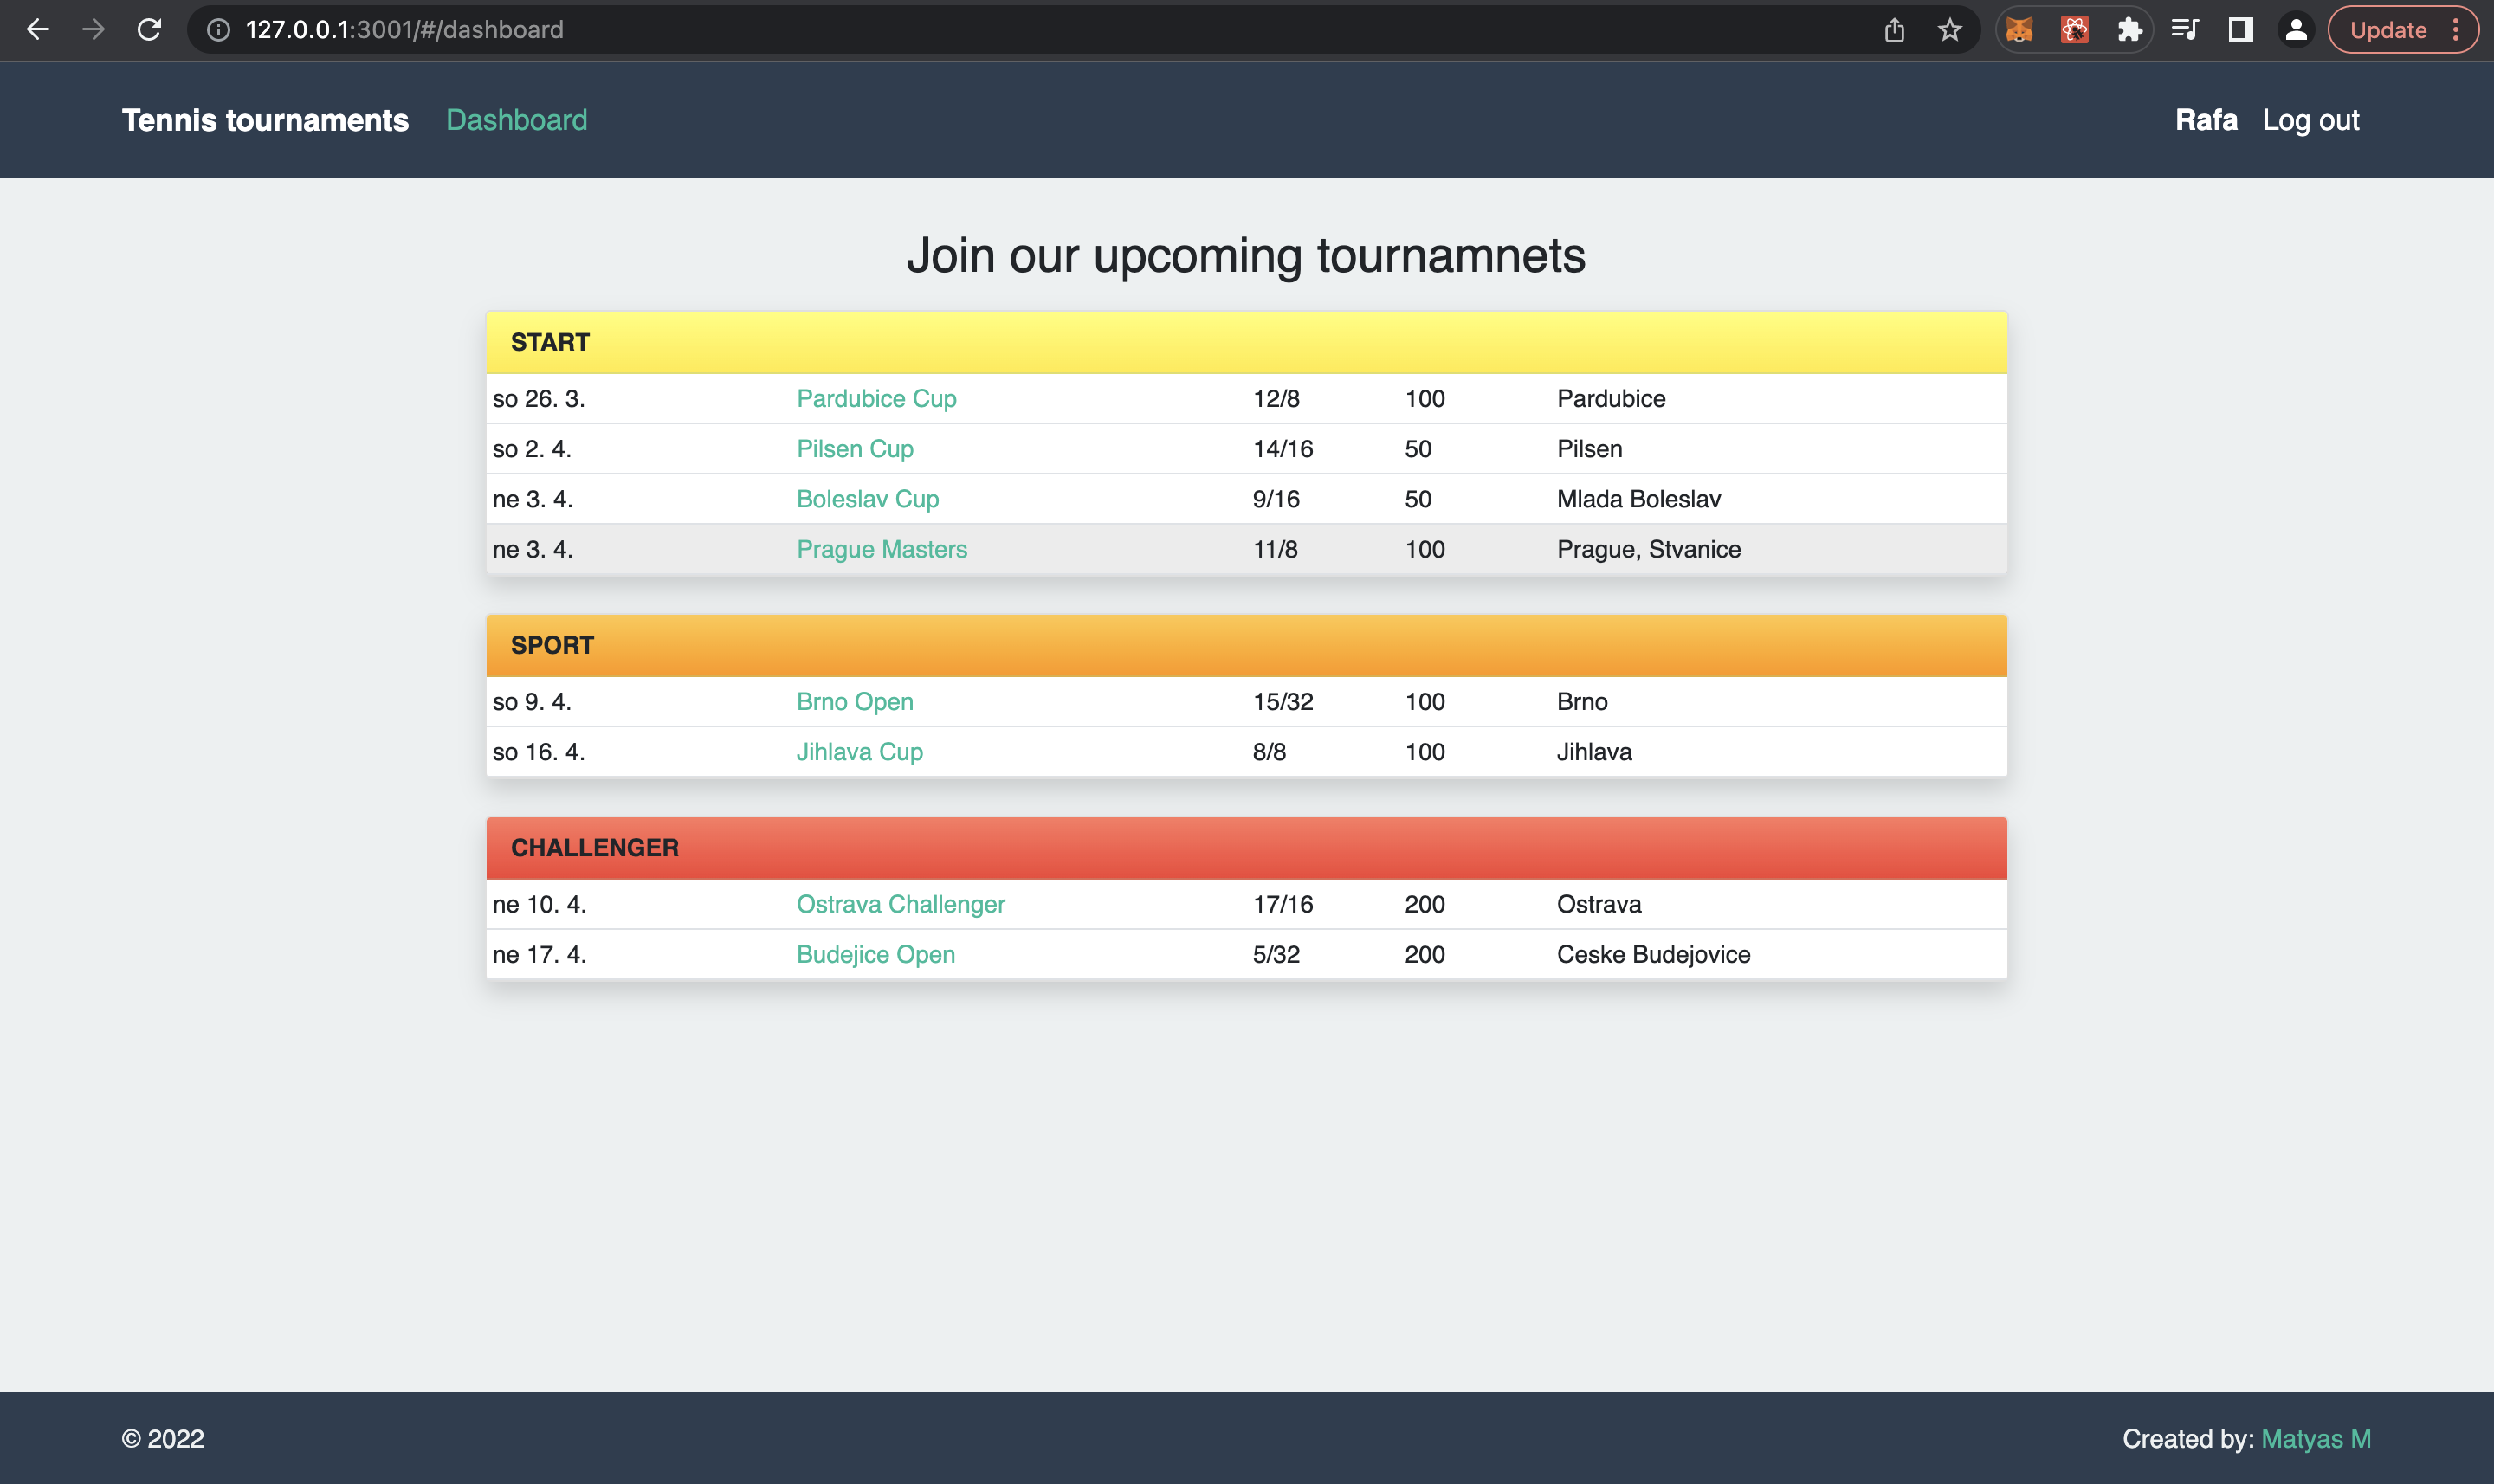 127.0.0.1:3001/#/dashboard Update
Tennis tournaments Dashboard Rafa Log out
Join our upcoming tournamnets
START
so 26. 3. Pardubice Cup 12/8 100 Pardubice
so 2. 4. Pilsen Cup 14/16 50 Pilsen
ne 3. 4. Boleslav Cup 9/16 50 Mlada Boleslav
ne 3. 4. Prague Masters 11/8 100 Prague, Stvanice
SPORT
so 9. 4. Brno Open 15/32 100 Brno
so 16. 4. Jihlava Cup 8/8 100 Jihlava
CHALLENGER
ne 10. 4. Ostrava Challenger 17/16 200 Ostrava
ne 17. 4. Budejice Open 5/32 200 Ceske Budejovice
© 2022 Created by: Matyas M